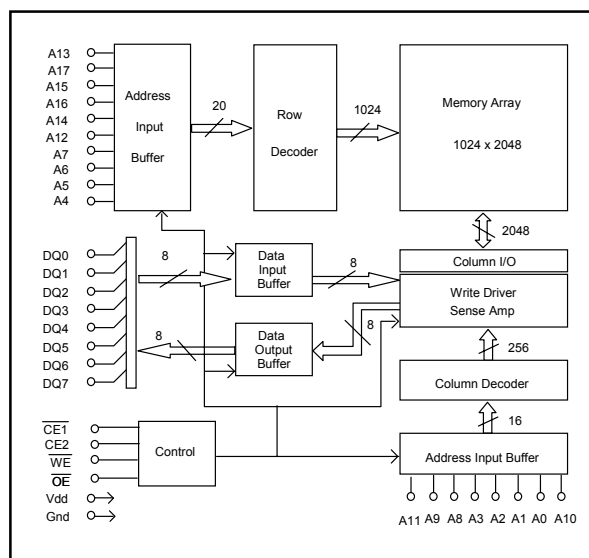 A13
A17
A15
A16
A14
A12
A7
A6
A5
A4
Address
Input
Buffer
20
Row
Decoder
1024
Memory Array
1024 x 2048
2048
DQ0
DQ1
DQ2
DQ3
DQ4
DQ5
DQ6
DQ7
8
Data
Input
Buffer
8
Column I/O
Write Driver
Sense Amp
8
Data
Output
Buffer
8
256
Column Decoder
16
Address Input Buffer
CE1
CE2
WE
OE
Vdd
Gnd
Control
A11 A9 A8 A3 A2 A1 A0 A10